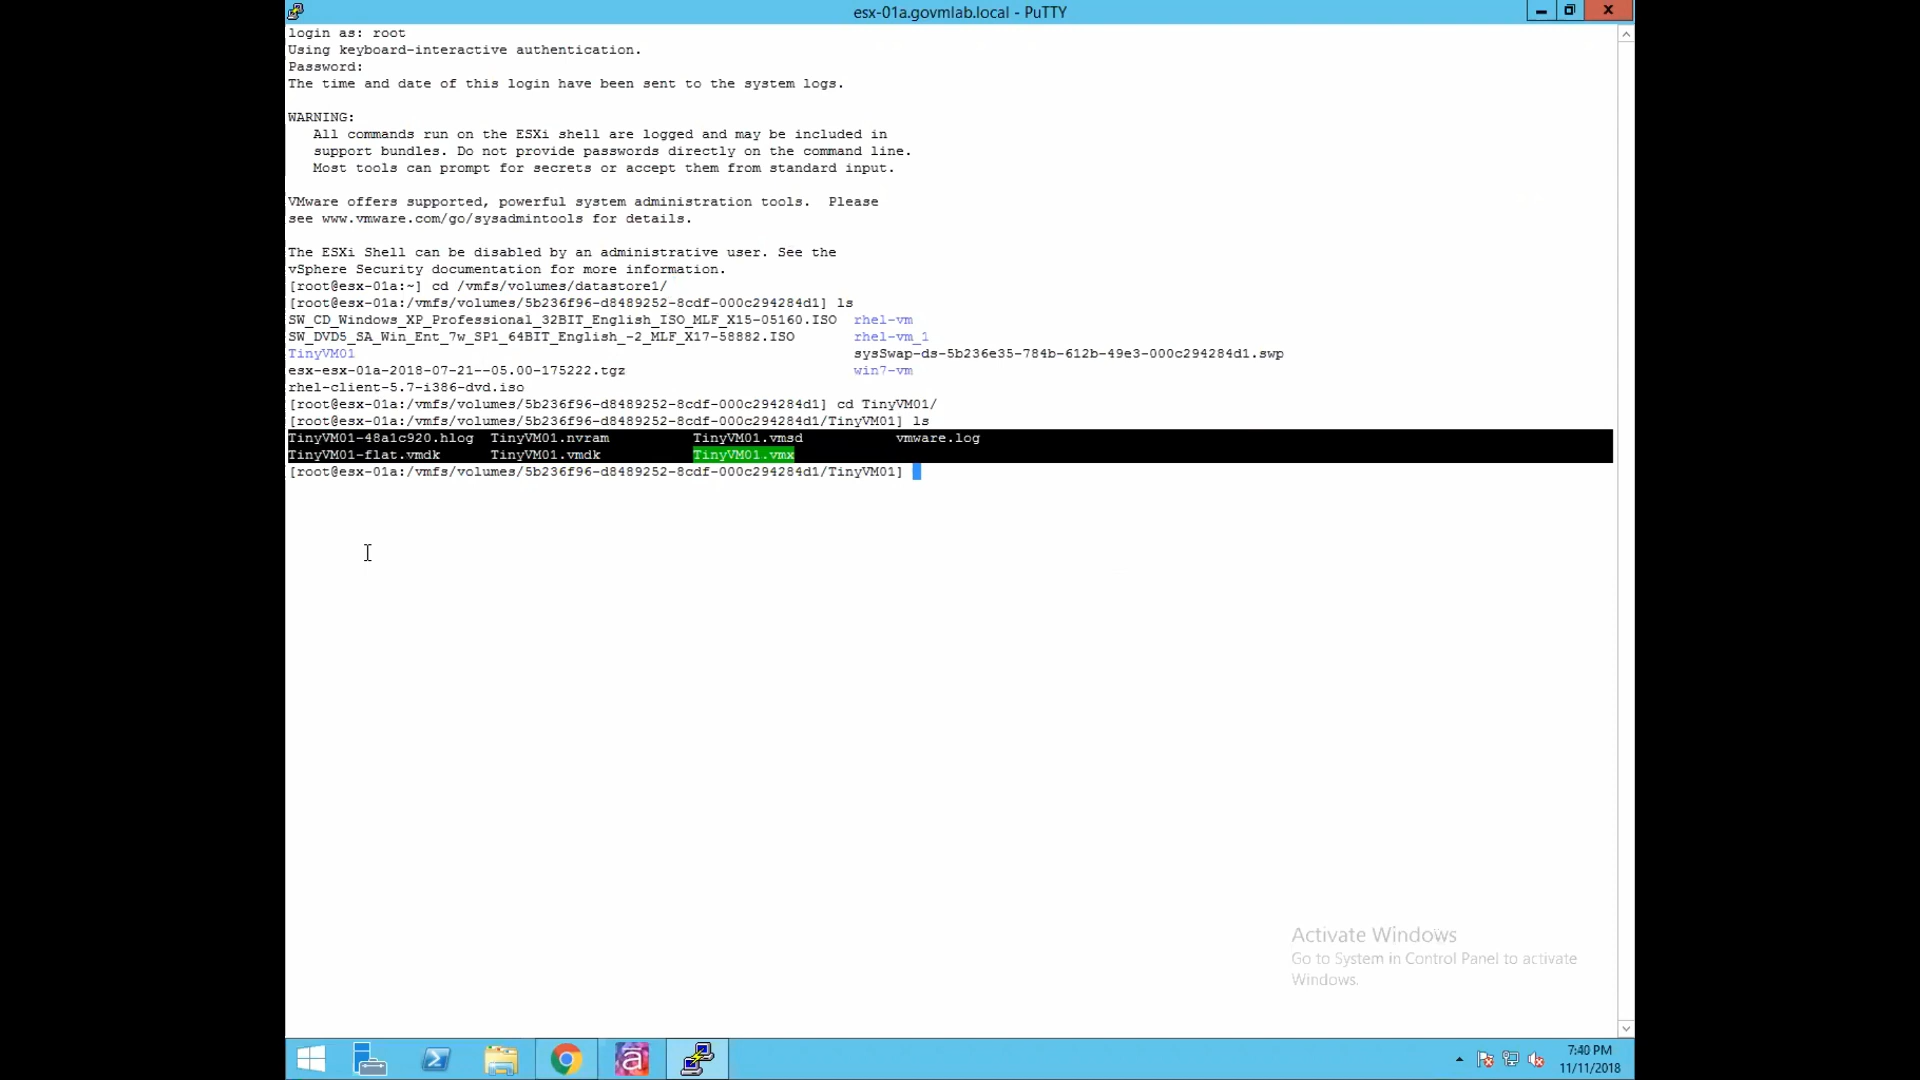 esx-01a.govmlab.local - PuTTY
login as: root
Using keyboard-interactive authentication.
Password:
The time and date of this login have been sent to the system logs.
WARNING:
All commands run on the ESXi shell are logged and may be included in
support bundles. Do not provide passwords directly on the command line.
Most tools can prompt for secrets or accept them from standard input.
VMware offers supported, powerful system administration tools.  Please
see www.vmware.com/go/sysadmintools for details.
The ESXi Shell can be disabled by an administrative user. See the
vSphere Security documentation for more information.
[root@esx-01a:~] cd /vmfs/volumes/datastore1/
[root@esx-01a:/vmfs/volumes/5b236f96-d8489252-8cdf-000c294284d1] ls
SW_CD_Windows_XP_Professional_32BIT_English_ISO_MLF_X15-05160.ISO  rhel-vm
SW_DVD5_SA_Win_Ent_7w_SP1_64BIT_English_-2_MLF_X17-58882.ISO  rhel-vm_1
TinyVM01  sysSwap-ds-5b236e35-784b-612b-49e3-000c294284d1.swp
esx-esx-01a-2018-07-21--05.00-175222.tgz  win7-vm
rhel-client-5.7-i386-dvd.iso
[root@esx-01a:/vmfs/volumes/5b236f96-d8489252-8cdf-000c294284d1] cd TinyVM01/
[root@esx-01a:/vmfs/volumes/5b236f96-d8489252-8cdf-000c294284d1/TinyVM01] ls
TinyVM01-48a1c920.hlog  TinyVM01.nvram  TinyVM01.vmsd  vmware.log
TinyVM01-flat.vmdk  TinyVM01.vmdk  TinyVM01.vmx
[root@esx-01a:/vmfs/volumes/5b236f96-d8489252-8cdf-000c294284d1/TinyVM01]
Activate Windows
Go to System in Control Panel to activate
Windows.
7:40 PM
11/11/2018